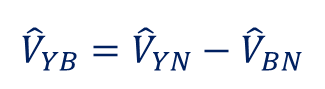 V̂_YB = V̂_YN − V̂_BN